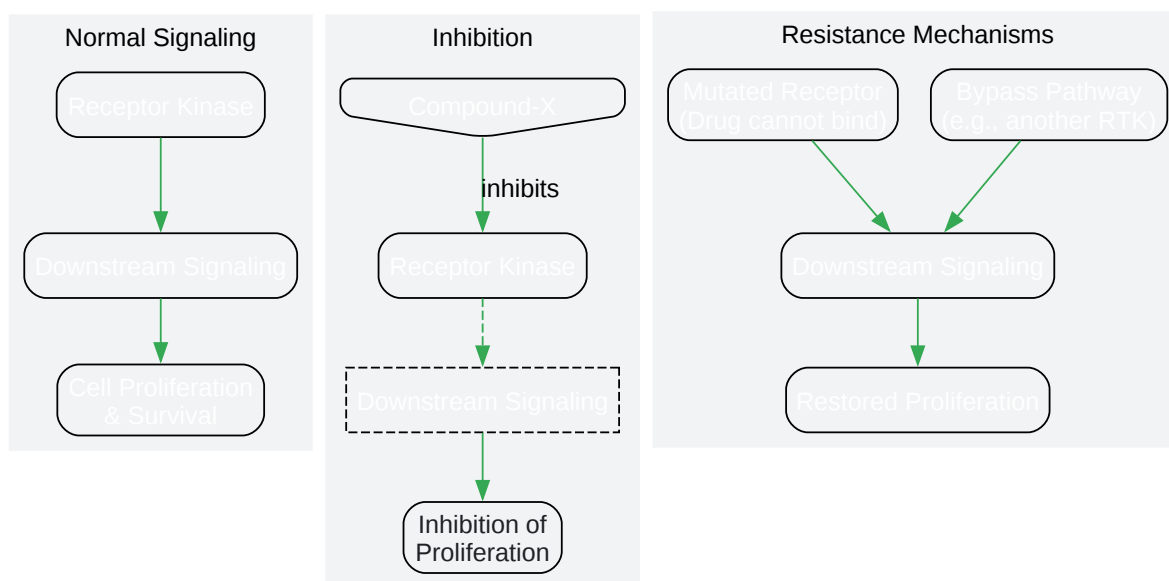 Normal Signaling
Receptor Kinase
Downstream Signaling
Cell Proliferation
& Survival
Inhibition
Compound-X
inhibits
Receptor Kinase
Downstream Signaling
Inhibition of
Proliferation
Resistance Mechanisms
Mutated Receptor
(Drug cannot bind)
Bypass Pathway
(e.g., another RTK)
Downstream Signaling
Restored Proliferation